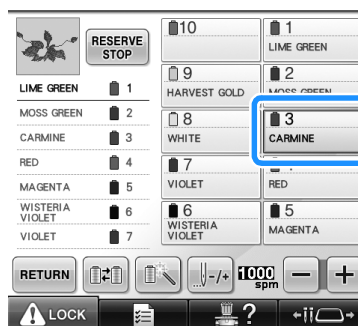 RESERVE
STOP
LIME GREEN 1
MOSS GREEN 2
CARMINE 3
RED 4
MAGENTA 5
WISTERIA
VIOLET 6
VIOLET 7
10
1
LIME GREEN
9
HARVEST GOLD
2
MOSS GREEN
8
WHITE
3
CARMINE
7
VIOLET
RED
6
WISTERIA
VIOLET
5
MAGENTA
RETURN
-/+
1000
spm
−
+
LOCK
?